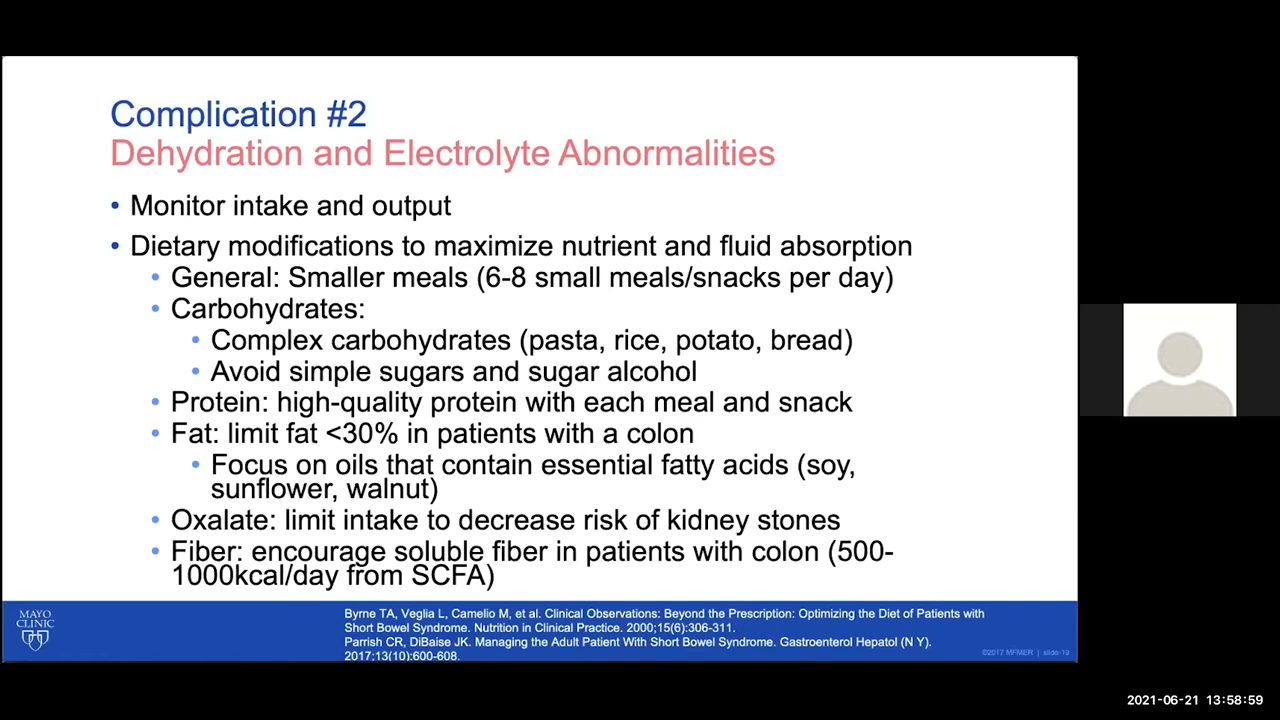 Complication #2
Dehydration and Electrolyte Abnormalities
• Monitor intake and output
• Dietary modifications to maximize nutrient and fluid absorption
• General: Smaller meals (6-8 small meals/snacks per day)
• Carbohydrates:
• Complex carbohydrates (pasta, rice, potato, bread)
• Avoid simple sugars and sugar alcohol
• Protein: high-quality protein with each meal and snack
• Fat: limit fat <30% in patients with a colon
• Focus on oils that contain essential fatty acids (soy,
sunflower, walnut)
• Oxalate: limit intake to decrease risk of kidney stones
• Fiber: encourage soluble fiber in patients with colon (500-
1000kcal/day from SCFA)
MAYO
CLINIC
Byrne TA, Veglia L, Camelio M, et al. Clinical Observations: Beyond the Prescription: Optimizing the Diet of Patients with
Short Bowel Syndrome. Nutrition in Clinical Practice. 2000;15(6):306-311.
Parrish CR, DiBaise JK. Managing the Adult Patient With Short Bowel Syndrome. Gastroenterol Hepatol (N Y).
2017;13(10):600-608.
©2017 MFMER | slide-19
2021-06-21 13:58:59